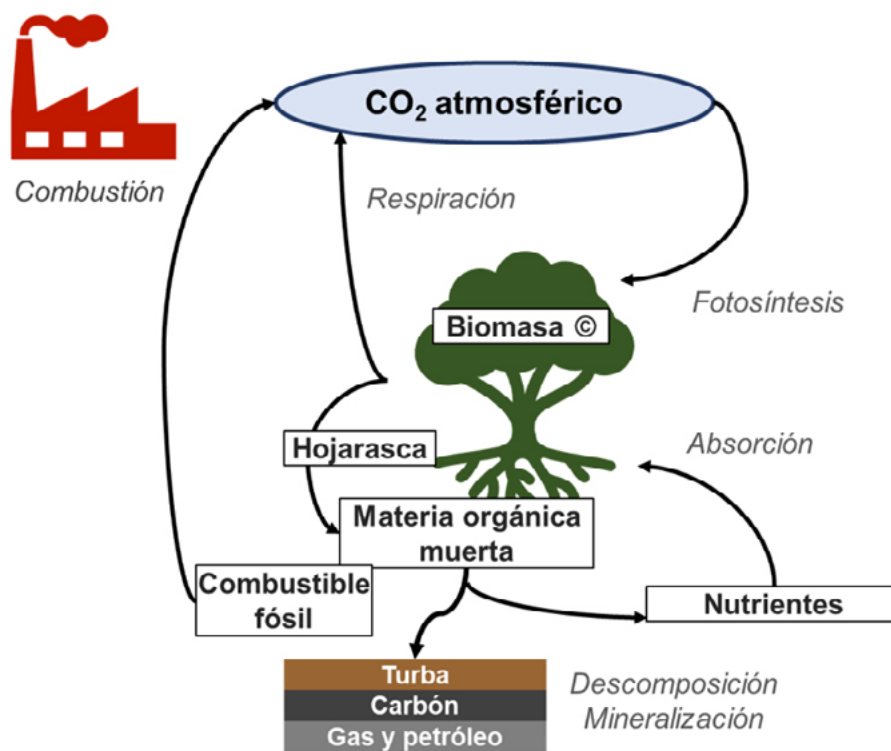 CO₂ atmosférico
Combustión
Respiración
Fotosíntesis
Biomasa ©
Hojarasca
Absorción
Materia orgánica
muerta
Combustible
fósil
Nutrientes
Turba
Carbón
Gas y petróleo
Descomposición
Mineralización